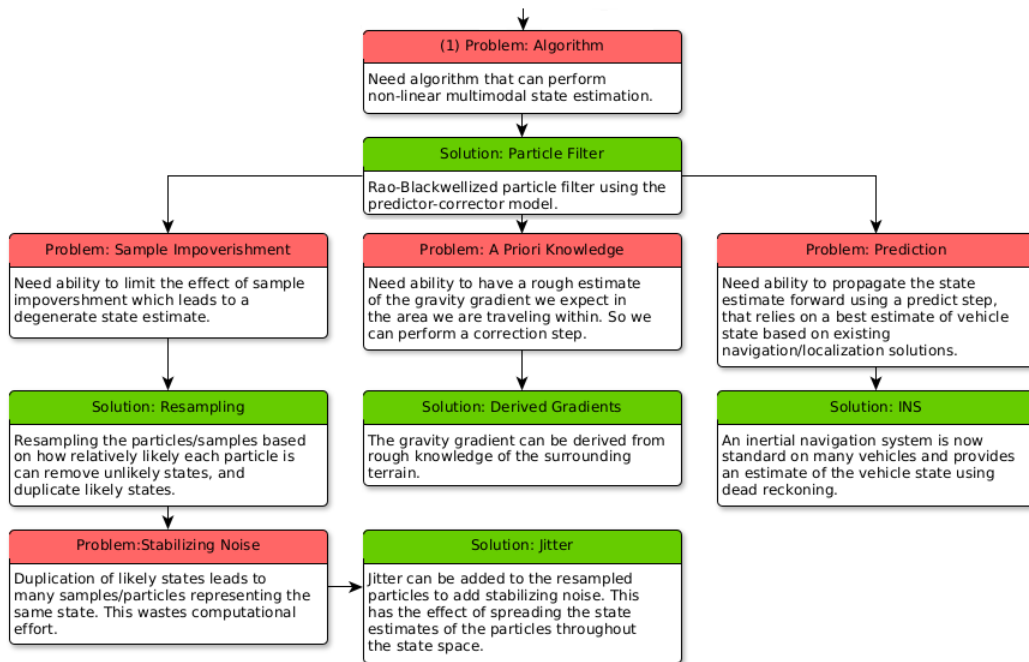 (1) Problem: Algorithm
Need algorithm that can perform
non-linear multimodal state estimation.
Solution: Particle Filter
Rao-Blackwellized particle filter using the
predictor-corrector model.
Problem: Sample Impoverishment
Need ability to limit the effect of sample
impovershment which leads to a
degenerate state estimate.
Problem: A Priori Knowledge
Need ability to have a rough estimate
of the gravity gradient we expect in
the area we are traveling within. So we
can perform a correction step.
Problem: Prediction
Need ability to propagate the state
estimate forward using a predict step,
that relies on a best estimate of vehicle
state based on existing
navigation/localization solutions.
Solution: Resampling
Resampling the particles/samples based
on how relatively likely each particle is
can remove unlikely states, and
duplicate likely states.
Solution: Derived Gradients
The gravity gradient can be derived from
rough knowledge of the surrounding
terrain.
Solution: INS
An inertial navigation system is now
standard on many vehicles and provides
an estimate of the vehicle state using
dead reckoning.
Problem:Stabilizing Noise
Duplication of likely states leads to
many samples/particles representing the
same state. This wastes computational
effort.
Solution: Jitter
Jitter can be added to the resampled
particles to add stabilizing noise. This
has the effect of spreading the state
estimates of the particles throughout
the state space.